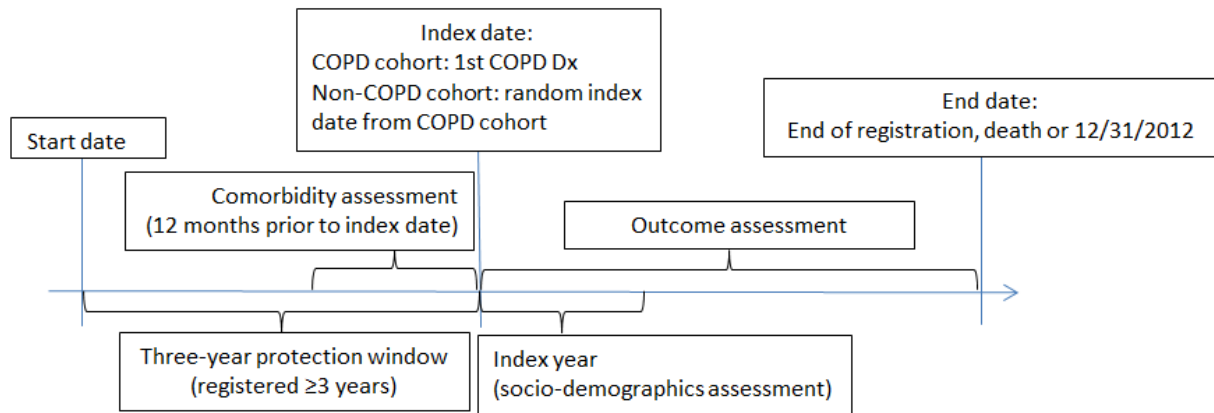 Index date:
COPD cohort: 1st COPD Dx
Non-COPD cohort: random index
date from COPD cohort
End date:
End of registration, death or 12/31/2012
Start date
Comorbidity assessment
(12 months prior to index date)
Outcome assessment
Three-year protection window
(registered ≥3 years)
Index year
(socio-demographics assessment)